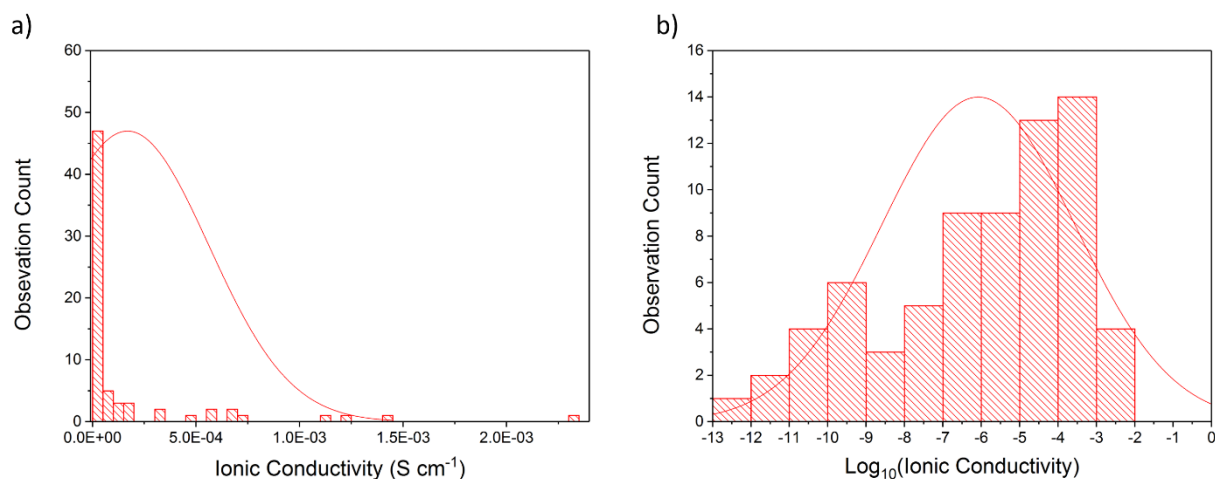 a)
60
50
40
30
20
10
0
Obsevation Count
0.0E+00 5.0E-04 1.0E-03 1.5E-03 2.0E-03
Ionic Conductivity (S cm⁻¹)
b)
16
14
12
10
8
6
4
2
0
Observation Count
-13 -12 -11 -10 -9 -8 -7 -6 -5 -4 -3 -2 -1 0
Log₁₀(Ionic Conductivity)